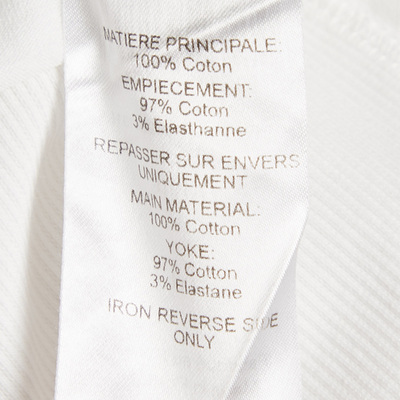 MATIERE PRINCIPALE:
100% Coton
EMPIECEMENT:
97% Coton
3% Elasthanne
REPASSER SUR ENVERS
UNIQUEMENT
MAIN MATERIAL:
100% Cotton
YOKE:
97% Cotton
3% Elastane
IRON REVERSE SIDE
ONLY